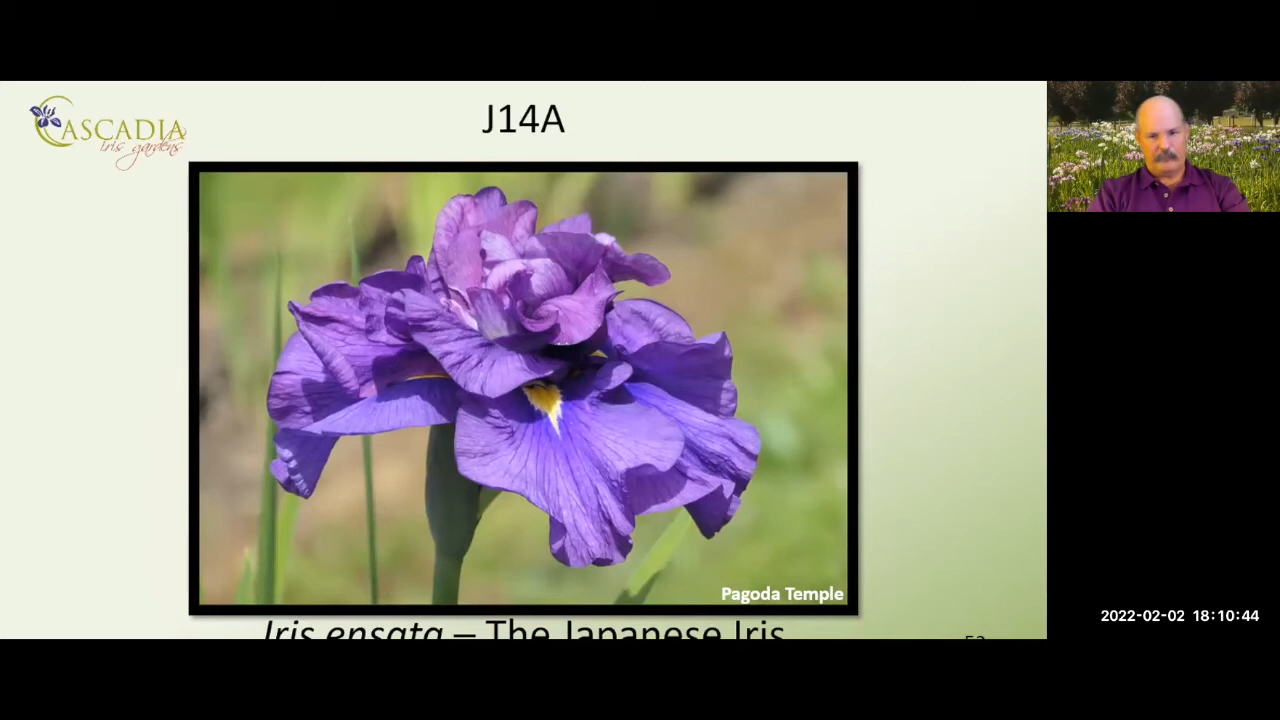 CASCADIA
iris gardens
J14A
Pagoda Temple
Iris ensata – The Japanese Iris
2022-02-02 18:10:44